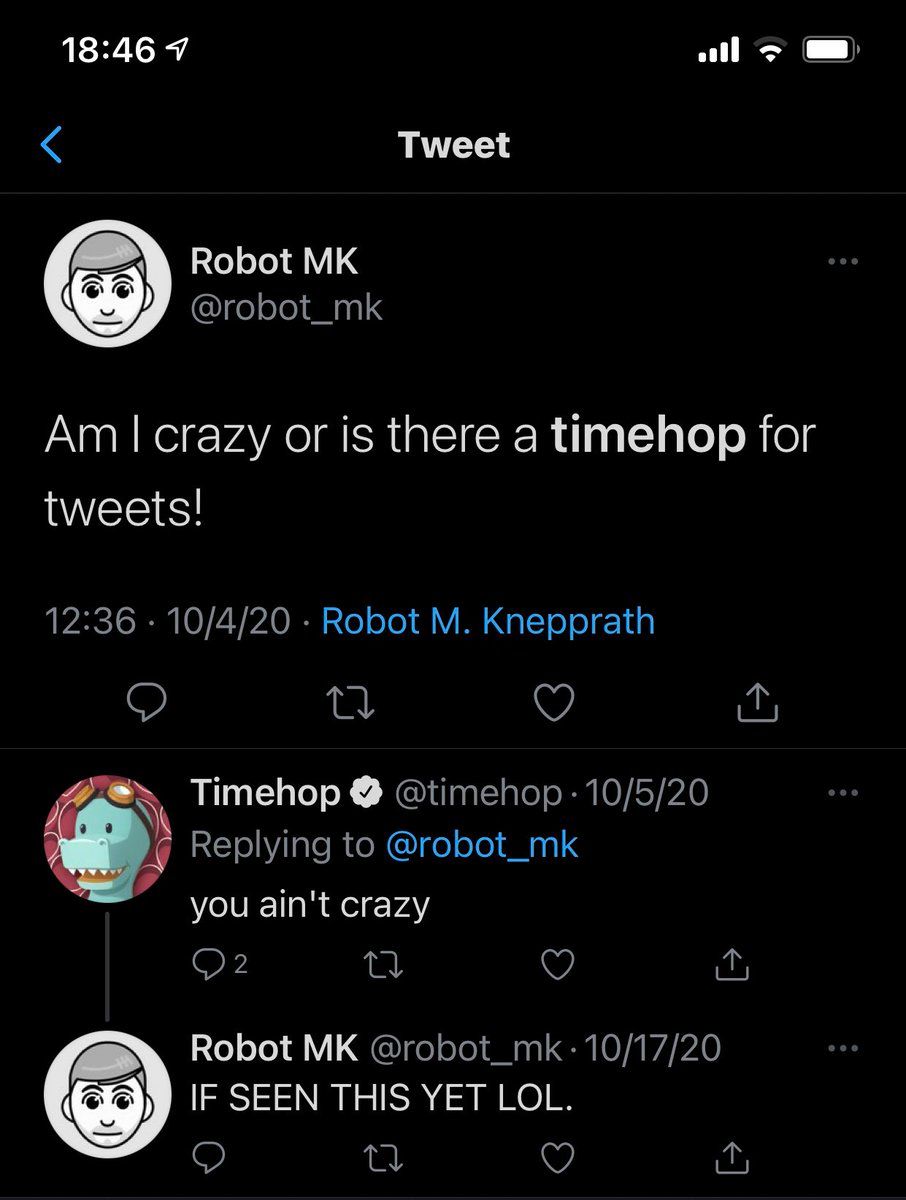 18:46
Tweet
Robot MK
@robot_mk
Am I crazy or is there a timehop for
tweets!
12:36 · 10/4/20 · Robot M. Knepprath
Timehop @timehop · 10/5/20
Replying to @robot_mk
you ain't crazy
2
Robot MK @robot_mk · 10/17/20
IF SEEN THIS YET LOL.